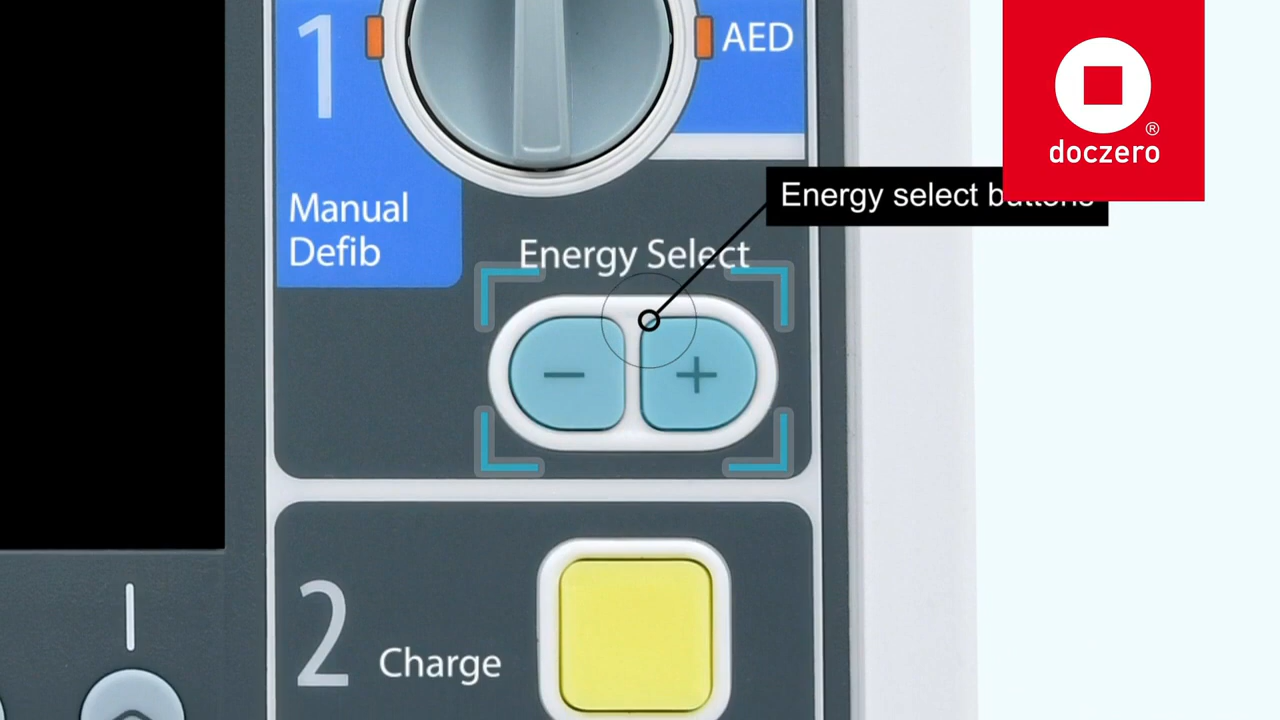 1
AED
®
doczero
Energy select buttons
Manual
Defib
Energy Select
− +
2
Charge